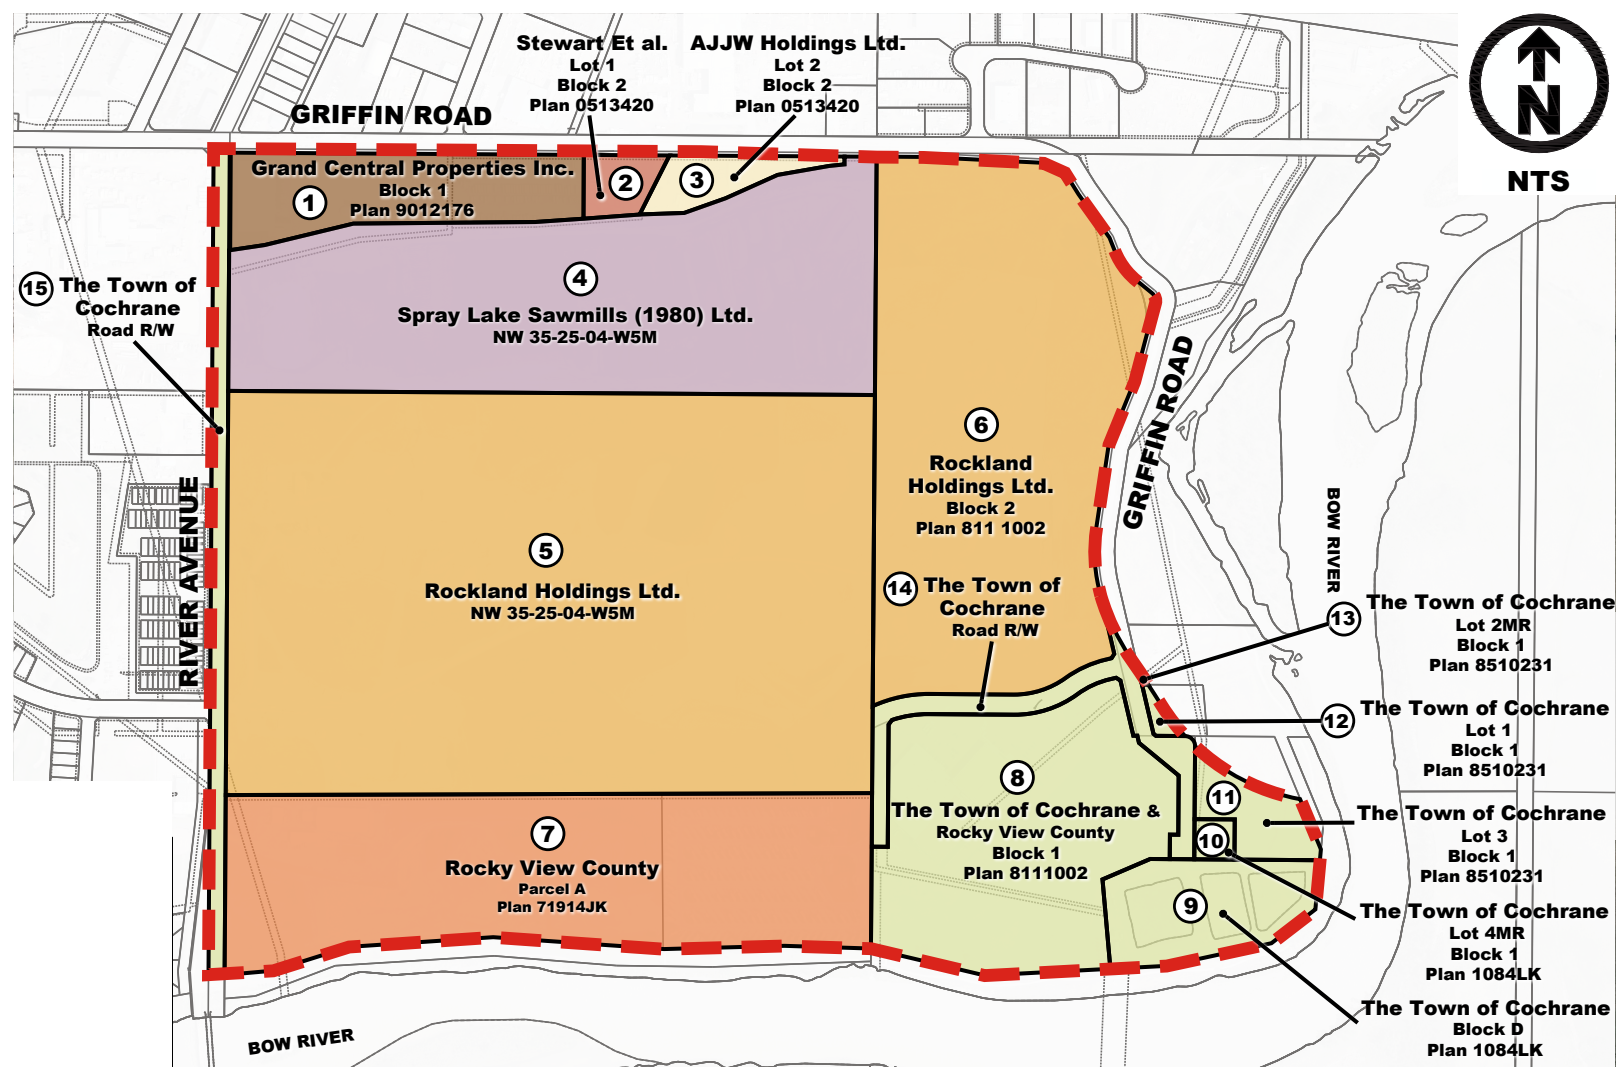 Stewart Et al.
Lot 1
Block 2
Plan 0513420
AJJW Holdings Ltd.
Lot 2
Block 2
Plan 0513420
N
NTS
GRIFFIN ROAD
Grand Central Properties Inc.
Block 1
Plan 9012176
1
2
3
15
The Town of
Cochrane
Road R/W
4
Spray Lake Sawmills (1980) Ltd.
NW 35-25-04-W5M
GRIFFIN ROAD
6
Rockland
Holdings Ltd.
Block 2
Plan 811 1002
RIVER AVENUE
5
Rockland Holdings Ltd.
NW 35-25-04-W5M
BOW RIVER
14
The Town of
Cochrane
Road R/W
13
The Town of Cochrane
Lot 2MR
Block 1
Plan 8510231
12
The Town of Cochrane
Lot 1
Block 1
Plan 8510231
8
The Town of Cochrane &
Rocky View County
Block 1
Plan 8111002
11
The Town of Cochrane
Lot 3
Block 1
Plan 8510231
7
Rocky View County
Parcel A
Plan 71914JK
10
The Town of Cochrane
Lot 4MR
Block 1
Plan 1084LK
9
The Town of Cochrane
Block D
Plan 1084LK
BOW RIVER